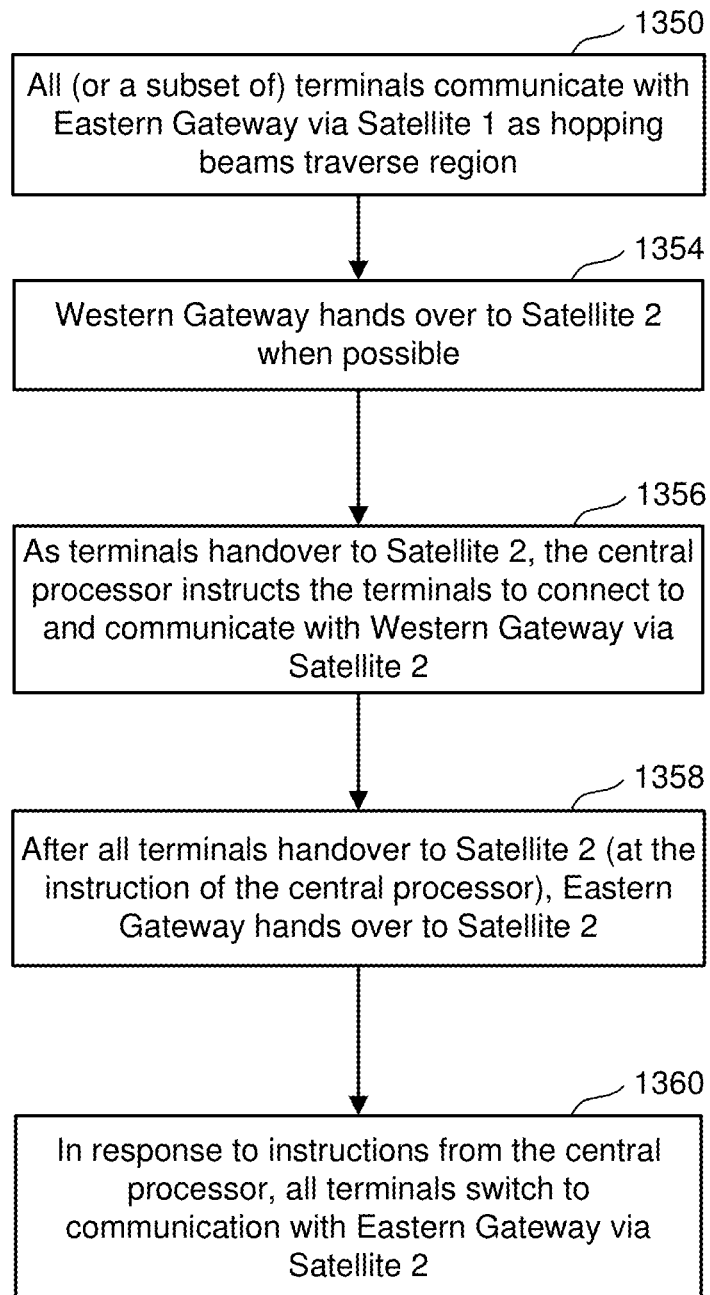 1350
All (or a subset of) terminals communicate with
Eastern Gateway via Satellite 1 as hopping
beams traverse region
1354
Western Gateway hands over to Satellite 2
when possible
1356
As terminals handover to Satellite 2, the central
processor instructs the terminals to connect to
and communicate with Western Gateway via
Satellite 2
1358
After all terminals handover to Satellite 2 (at the
instruction of the central processor), Eastern
Gateway hands over to Satellite 2
1360
In response to instructions from the central
processor, all terminals switch to
communication with Eastern Gateway via
Satellite 2